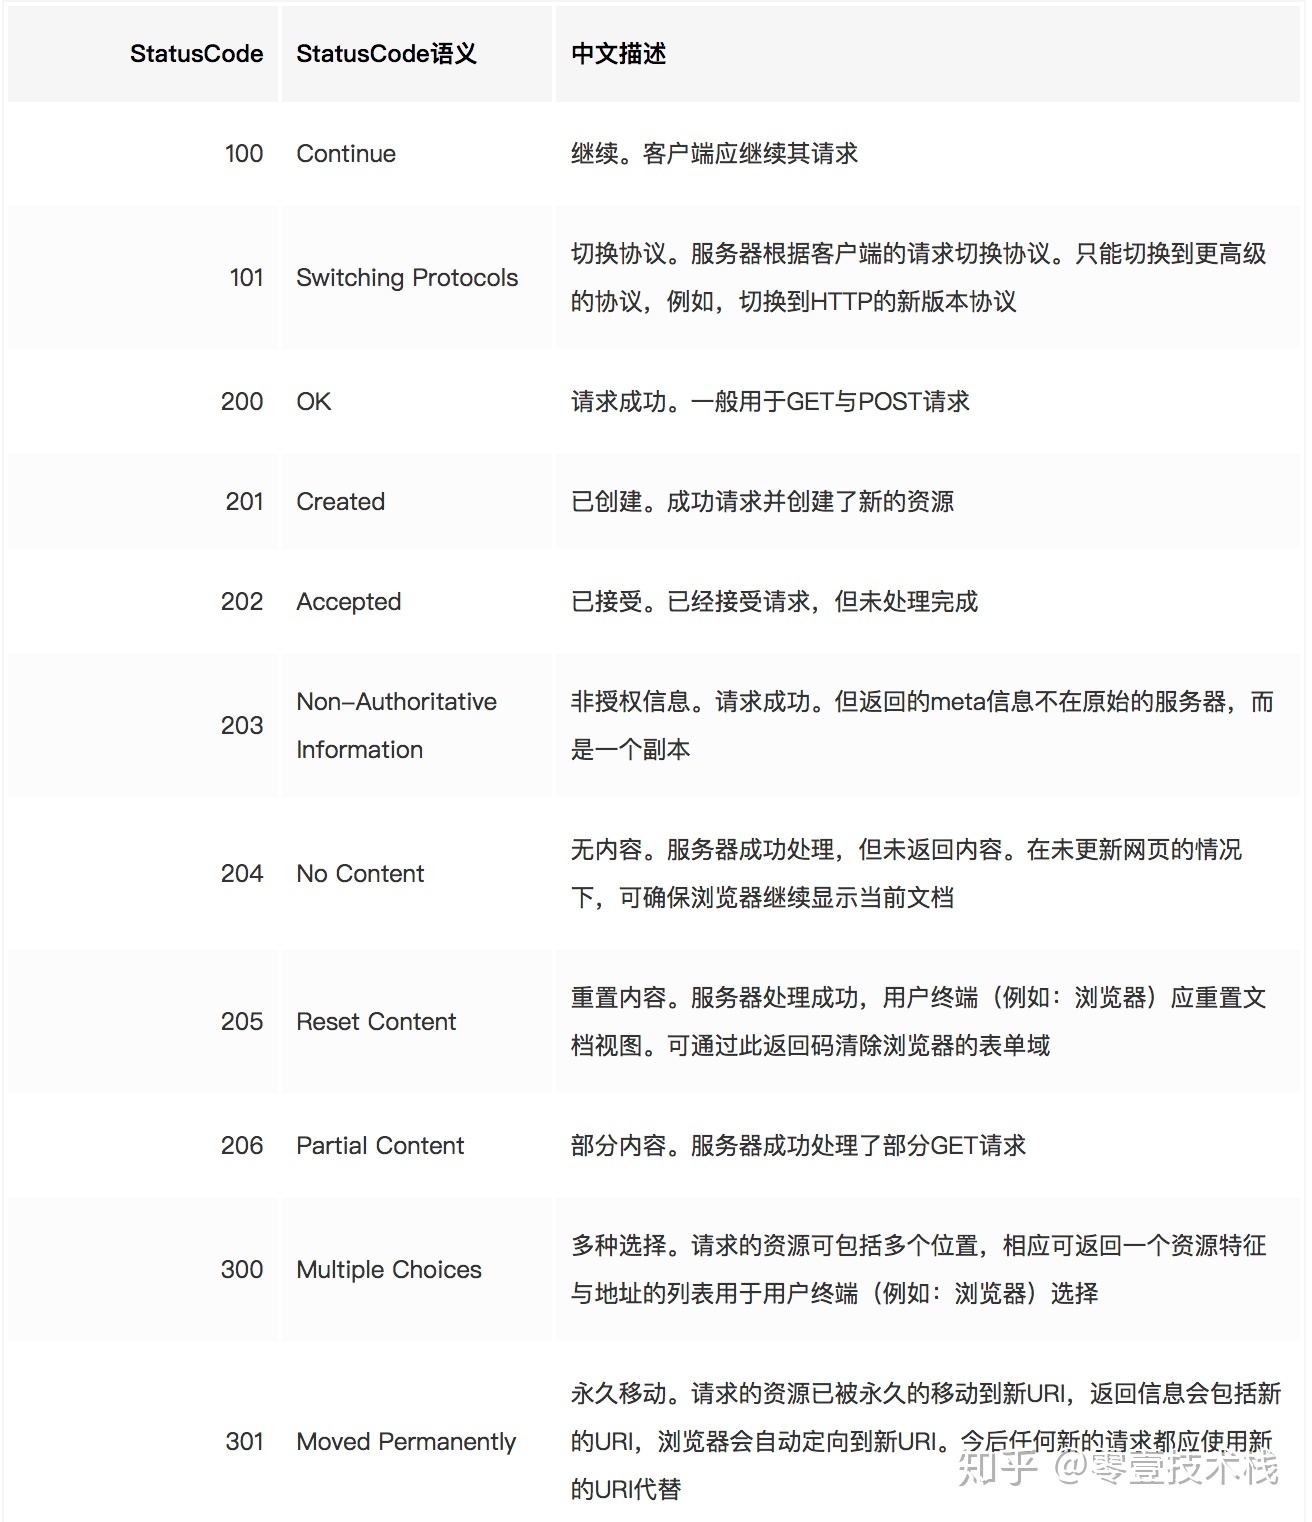 StatusCode StatusCode语义 中文描述
100 Continue 继续。客户端应继续其请求
切换协议。服务器根据客户端的请求切换协议。只能切换到更高级
101 Switching Protocols
的协议，例如，切换到HTTP的新版本协议
200 OK 请求成功。一般用于GET与POST请求
201 Created 已创建。成功请求并创建了新的资源
202 Accepted 已接受。已经接受请求，但未处理完成
203
Non-Authoritative
Information
非授权信息。请求成功。但返回的meta信息不在原始的服务器，而
是一个副本
204 No Content
无内容。服务器成功处理，但未返回内容。在未更新网页的情况
下，可确保浏览器继续显示当前文档
205 Reset Content
重置内容。服务器处理成功，用户终端（例如：浏览器）应重置文
档视图。可通过此返回码清除浏览器的表单域
206 Partial Content 部分内容。服务器成功处理了部分GET请求
300 Multiple Choices
多种选择。请求的资源可包括多个位置，相应可返回一个资源特征
与地址的列表用于用户终端（例如：浏览器）选择
301 Moved Permanently
永久移动。请求的资源已被永久的移动到新URI，返回信息会包括新
的URI，浏览器会自动定向到新URI。今后任何新的请求都应使用新
的URI代替
知乎 @零壹技术栈